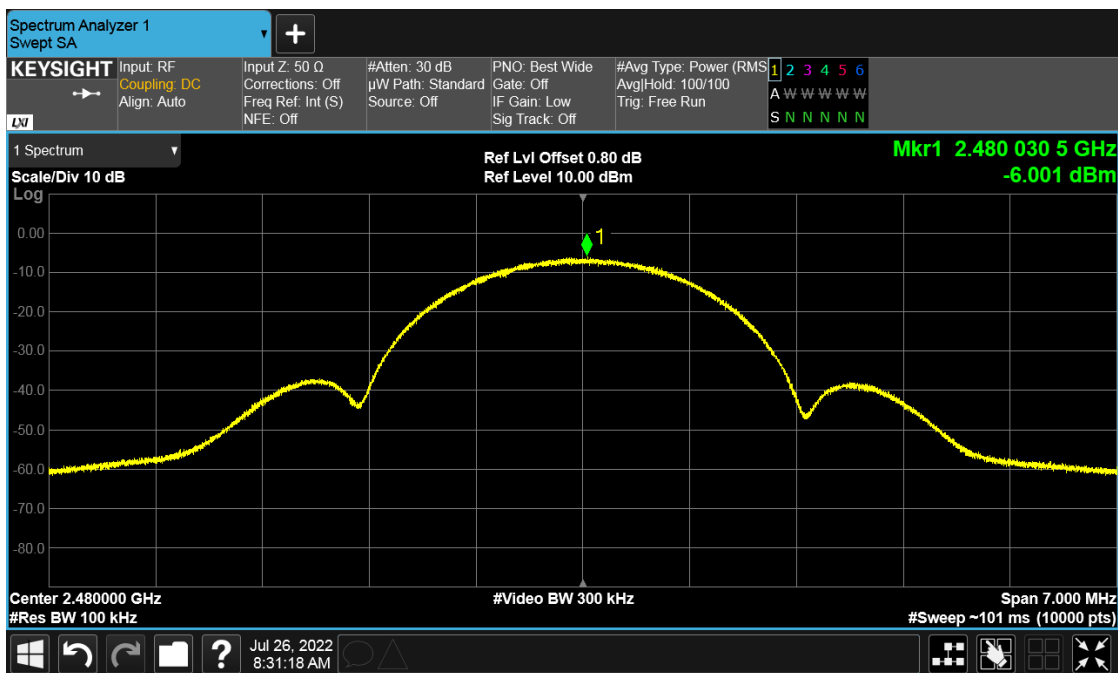 Spectrum Analyzer 1
Swept SA
+
KEYSIGHT
LXI
Input: RF
Coupling: DC
Align: Auto
Input Z: 50 Ω
Corrections: Off
Freq Ref: Int (S)
NFE: Off
#Atten: 30 dB
µW Path: Standard
Source: Off
PNO: Best Wide
Gate: Off
IF Gain: Low
Sig Track: Off
#Avg Type: Power (RMS
Avg|Hold: 100/100
Trig: Free Run
1 2 3 4 5 6
A W W W W W
S N N N N N
1 Spectrum
Scale/Div 10 dB
Log
Ref Lvl Offset 0.80 dB
Ref Level 10.00 dBm
Mkr1 2.480 030 5 GHz
-6.001 dBm
1
0.00
-10.0
-20.0
-30.0
-40.0
-50.0
-60.0
-70.0
-80.0
Center 2.480000 GHz
#Res BW 100 kHz
#Video BW 300 kHz
Span 7.000 MHz
#Sweep ~101 ms (10000 pts)
?
Jul 26, 2022
8:31:18 AM